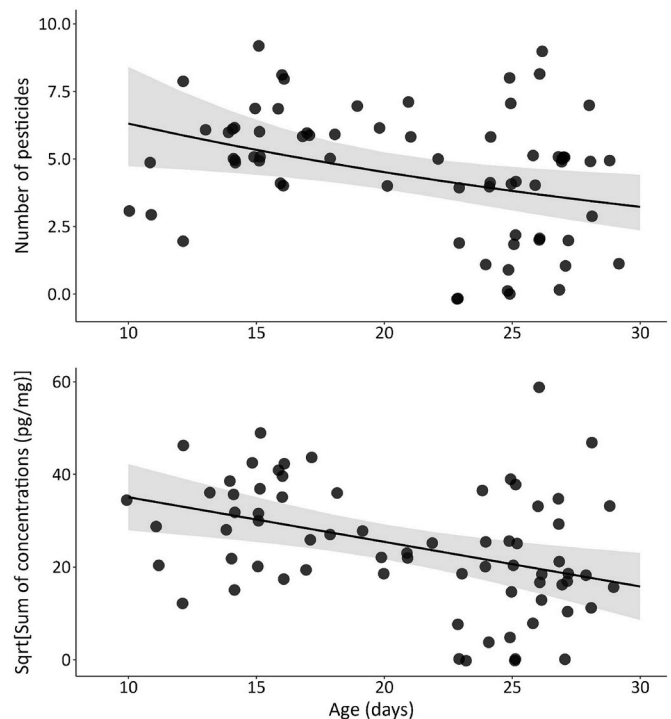 Number of pesticides
10.0
7.5
5.0
2.5
0.0
10 15 20 25 30
Sqrt[Sum of concentrations (pg/mg)]
60
40
20
0
10 15 20 25 30
Age (days)